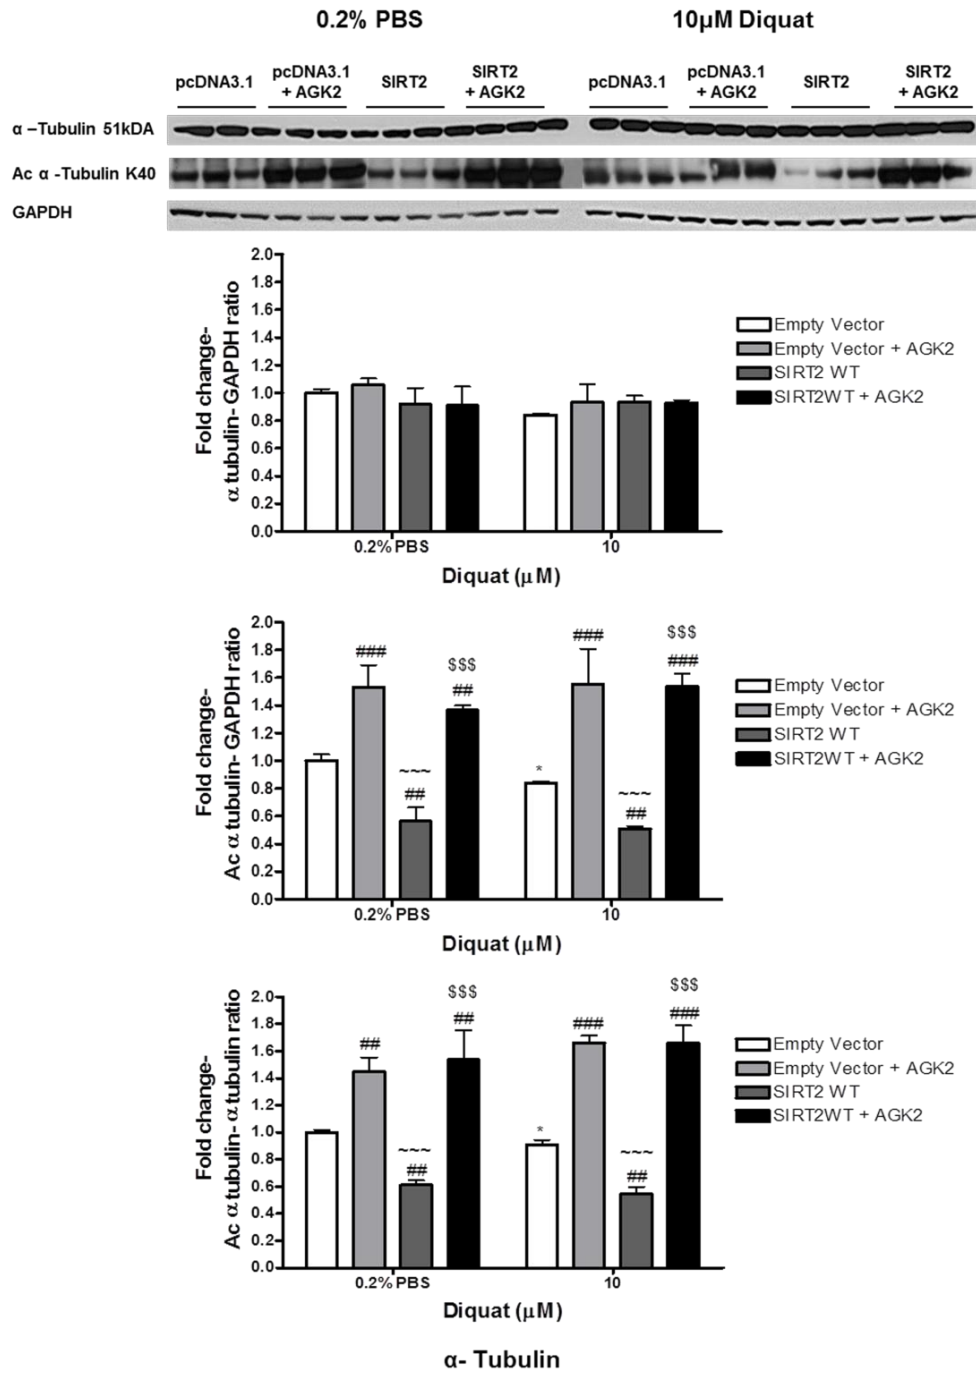 0.2% PBS 10µM Diquat
pcDNA3.1 pcDNA3.1 + AGK2 SIRT2 SIRT2 + AGK2 pcDNA3.1 pcDNA3.1 + AGK2 SIRT2 SIRT2 + AGK2
α –Tubulin 51kDA
Ac α -Tubulin K40
GAPDH
Fold change-
α tubulin- GAPDH ratio
2.0
1.8
1.6
1.4
1.2
1.0
0.8
0.6
0.4
0.2
0.0
0.2% PBS 10
Diquat (µM)
Empty Vector
Empty Vector + AGK2
SIRT2 WT
SIRT2WT + AGK2
Fold change-
Ac α tubulin- GAPDH ratio
2.0
1.8
1.6
1.4
1.2
1.0
0.8
0.6
0.4
0.2
0.0
### ~~~ ## $$$ ## * ### ~~~ ## $$$ ###
0.2% PBS 10
Diquat (µM)
Empty Vector
Empty Vector + AGK2
SIRT2 WT
SIRT2WT + AGK2
Fold change-
Ac α tubulin- α tubulin ratio
2.0
1.8
1.6
1.4
1.2
1.0
0.8
0.6
0.4
0.2
0.0
## ~~~ ## $$$ ## * ### ~~~ ## $$$ ###
0.2% PBS 10
Diquat (µM)
Empty Vector
Empty Vector + AGK2
SIRT2 WT
SIRT2WT + AGK2
α- Tubulin